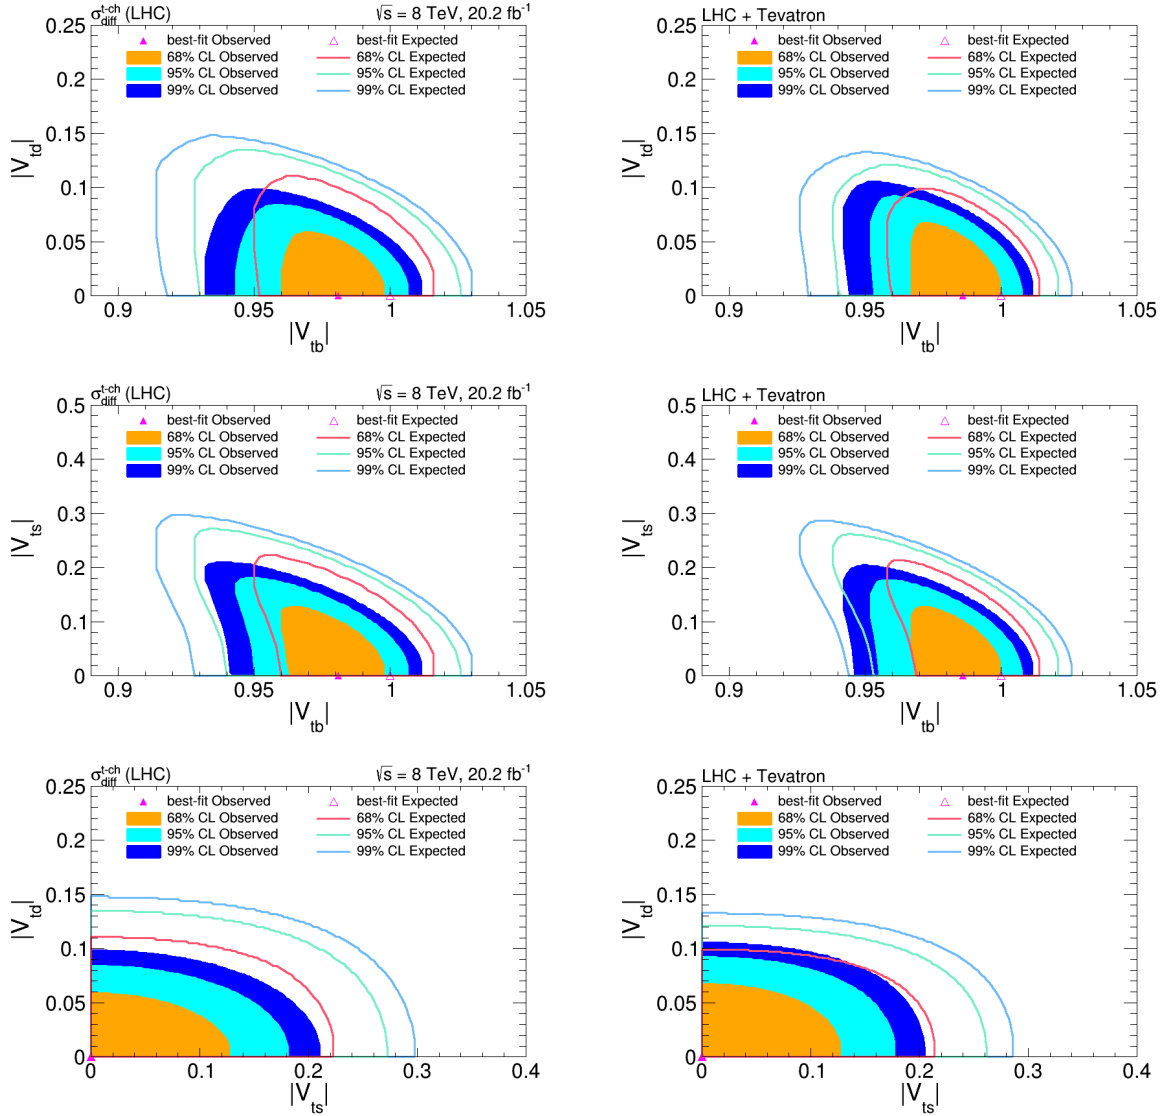 σ_diff^t-ch (LHC) √s = 8 TeV, 20.2 fb⁻¹
best-fit Observed best-fit Expected
68% CL Observed 68% CL Expected
95% CL Observed 95% CL Expected
99% CL Observed 99% CL Expected
|V_td|
0.25
0.2
0.15
0.1
0.05
0
0.9 0.95 1 1.05
|V_tb|
LHC + Tevatron
best-fit Observed best-fit Expected
68% CL Observed 68% CL Expected
95% CL Observed 95% CL Expected
99% CL Observed 99% CL Expected
|V_td|
0.25
0.2
0.15
0.1
0.05
0
0.9 0.95 1 1.05
|V_tb|
σ_diff^t-ch (LHC) √s = 8 TeV, 20.2 fb⁻¹
best-fit Observed best-fit Expected
68% CL Observed 68% CL Expected
95% CL Observed 95% CL Expected
99% CL Observed 99% CL Expected
|V_ts|
0.5
0.4
0.3
0.2
0.1
0
0.9 0.95 1 1.05
|V_tb|
LHC + Tevatron
best-fit Observed best-fit Expected
68% CL Observed 68% CL Expected
95% CL Observed 95% CL Expected
99% CL Observed 99% CL Expected
|V_ts|
0.5
0.4
0.3
0.2
0.1
0
0.9 0.95 1 1.05
|V_tb|
σ_diff^t-ch (LHC) √s = 8 TeV, 20.2 fb⁻¹
best-fit Observed best-fit Expected
68% CL Observed 68% CL Expected
95% CL Observed 95% CL Expected
99% CL Observed 99% CL Expected
|V_td|
0.25
0.2
0.15
0.1
0.05
0
0 0.1 0.2 0.3 0.4
|V_ts|
LHC + Tevatron
best-fit Observed best-fit Expected
68% CL Observed 68% CL Expected
95% CL Observed 95% CL Expected
99% CL Observed 99% CL Expected
|V_td|
0.25
0.2
0.15
0.1
0.05
0
0 0.1 0.2 0.3 0.4
|V_ts|